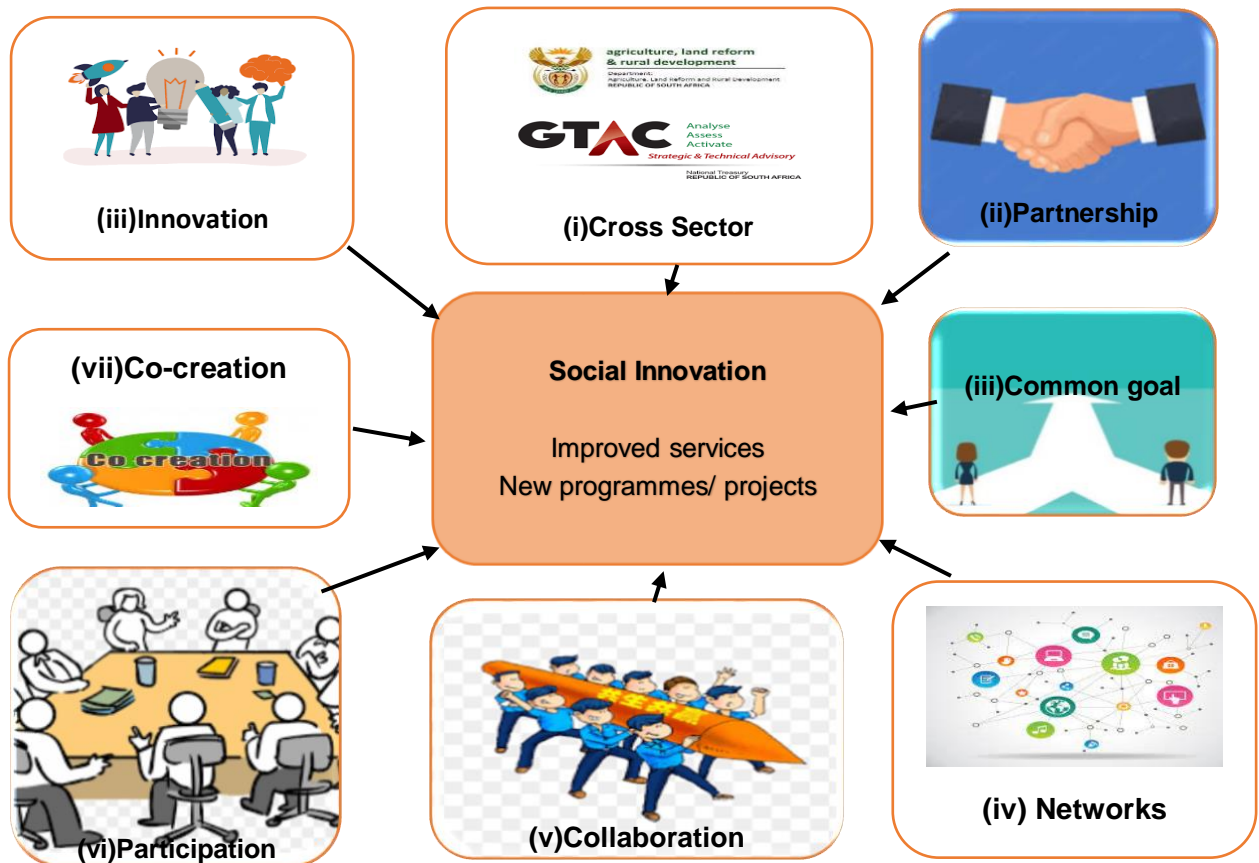 (iii)Innovation
agriculture, land reform
& rural development
Department:
Agriculture, Land Reform and Rural Development
REPUBLIC OF SOUTH AFRICA
GTAC
Analyse
Assess
Activate
Strategic & Technical Advisory
National Treasury
REPUBLIC OF SOUTH AFRICA
(i)Cross Sector
(ii)Partnership
(vii)Co-creation
Co creation
Social Innovation
Improved services
New programmes/ projects
(iii)Common goal
(vi)Participation
(v)Collaboration
(iv) Networks